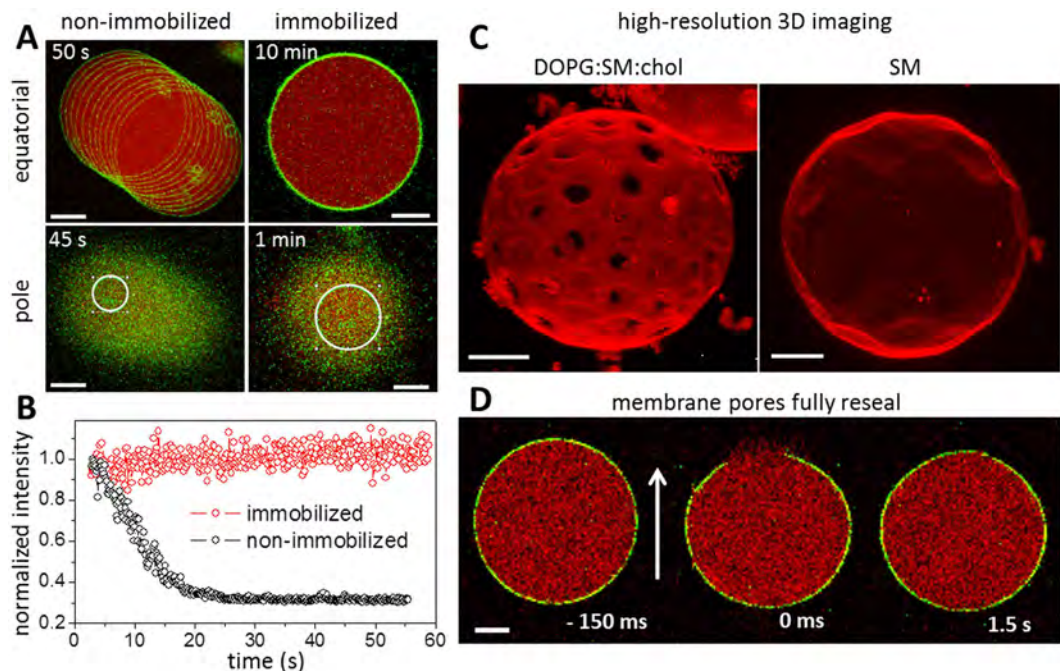 A
non-immobilized
immobilized
50 s
10 min
equatorial
45 s
1 min
pole
B
normalized intensity
1.0
0.8
0.6
0.4
0.2
immobilized
non-immobilized
0
10
20
30
40
50
60
time (s)
C
high-resolution 3D imaging
DOPG:SM:chol
SM
D
membrane pores fully reseal
- 150 ms
0 ms
1.5 s